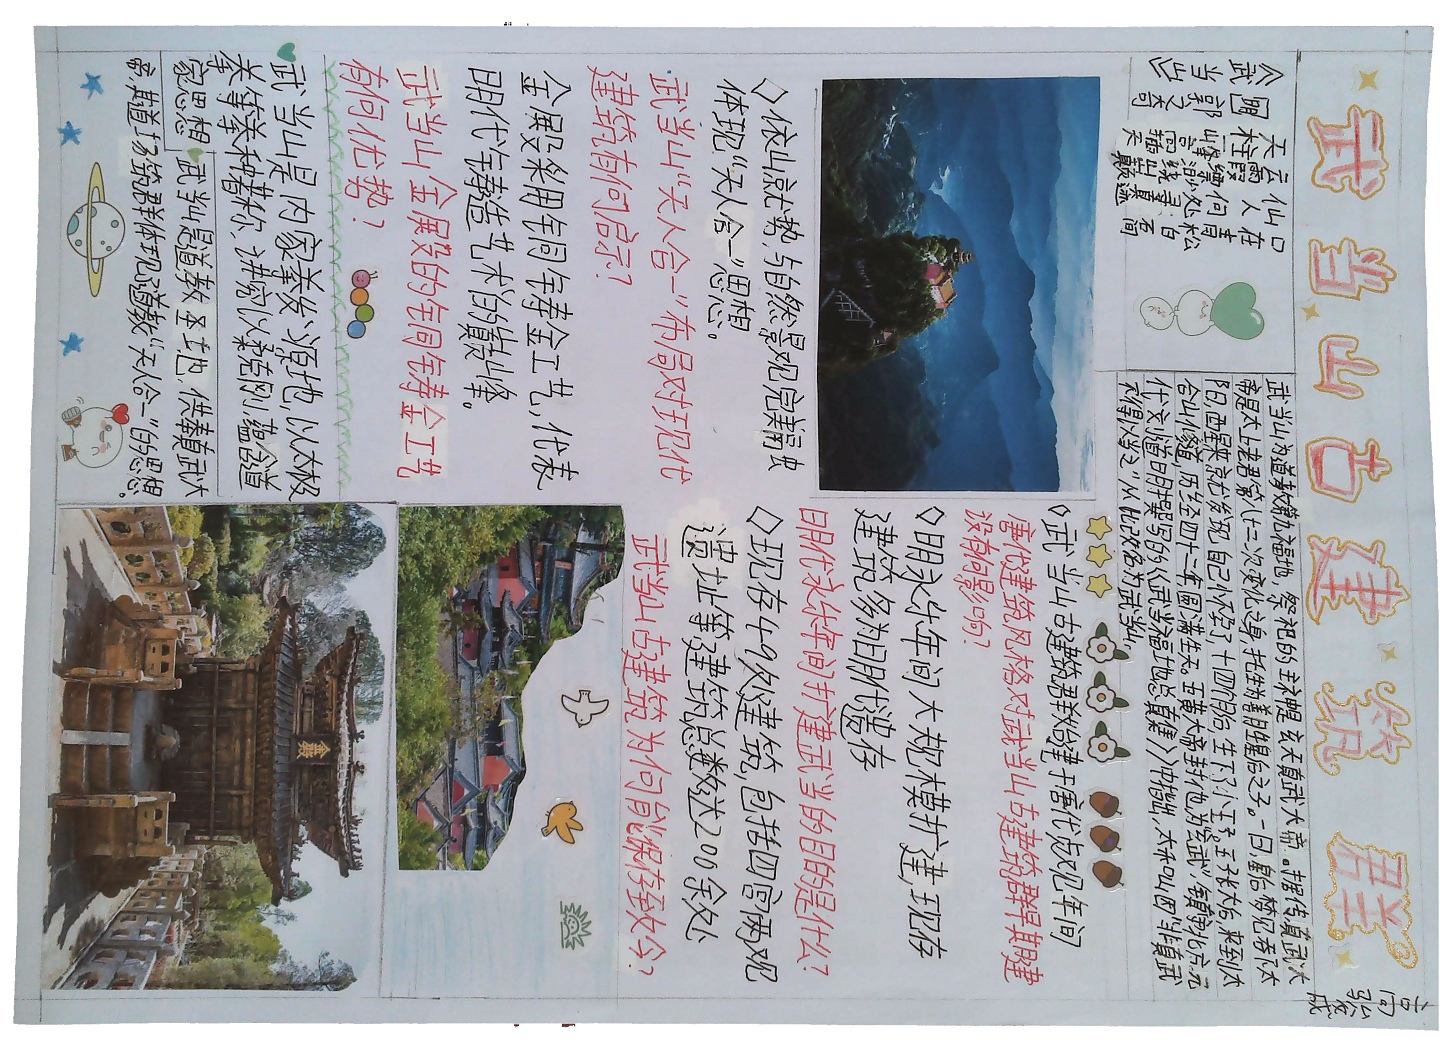 武当山古建筑群
高
成
口在青松白石间
仙人何处寻真迹
云霞缥缈绕山巅
天柱一峰高插天
[明]郭之奇
《武当山》
武当山为道教第九福地，祭祀的主神是玄天真武大帝。据传，真武大
帝是太上老君第八十二次变化之身，托生为善胜皇后之子。一日，皇后梦见吞下太
阳，西星来京尤发现自己怀孕了，十四个月后，生下了小王子。王子长大后，来到太
合山修道，历经四十二年圆满生天。玉黄大帝封他为"玄武"，镇守北方。元
代文刘道明撰写的《武当福地总真集》中指出，太和山因"非真武
不得以当之"从此改名为武当山。
◇武当山古建筑群始建于唐代贞观年间
唐代建筑风格对武当山古建筑群早期建
设有何影响？
◇明永乐年间大规模扩建，现存
建筑多为明代遗存
明代永乐年间扩建武当的目的是什么？
◇现存49处建筑，包括四宫两观
遗址等，建筑总数达200余处
武当山古建筑为何能保存至今？
◇依山就势，与自然景观完美融
体现"天人合一"思想。
武当山"天人合一"布局对现代
建筑有何启示？
金殿采用铜铸金工艺，代表
明代铸造艺术的巅峰。
武当山金殿的铜铸金工艺
有何优势？
武当山是内家拳发源地，以太极
拳等拳种著称，讲究以柔克刚，蕴含道
家思想
武当山是道教圣地，供奉真武大
帝，其道场筑群体现了道教"天人合一"的思想。
金殿